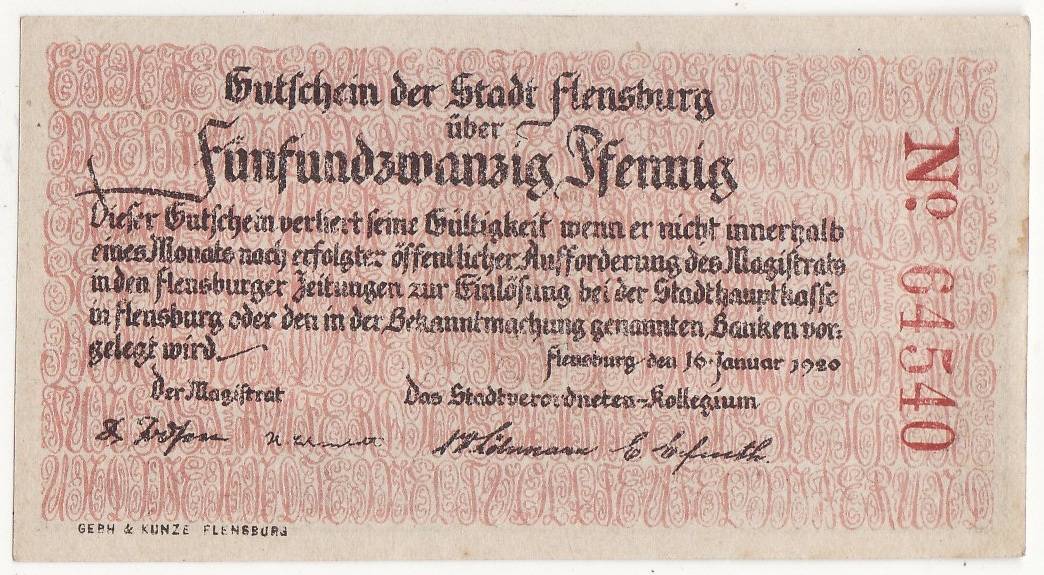 Gutschein der Stadt Flensburg
über
Fünfundzwanzig Pfennig
Dieser Gutschein verliert seine Gültigkeit wenn er nicht innerhalb
eines Monats nach erfolgter öffentlicher Aufforderung des Magistrats
in den Flensburger Zeitungen zur Einlösung bei der Stadthauptkasse
in Flensburg oder den in der Bekanntmachung genannten Banken vor:
gelegt wird.
Flensburg den 16. Januar 1920
Der Magistrat
Das Stadtverordneten-Kollegium
GEBH & KUNZE FLENSBURG
No. 64540